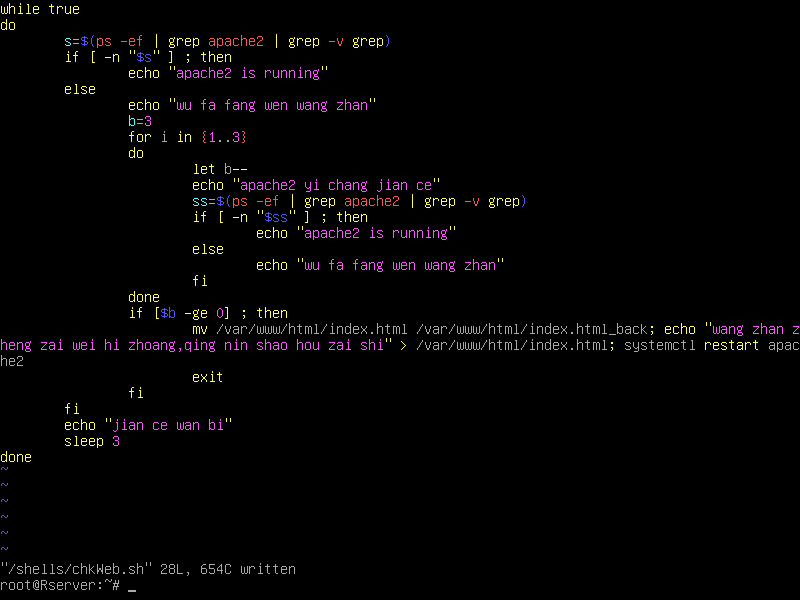 while true
do
        s=$(ps -ef | grep apache2 | grep -v grep)
        if [ -n "$s" ] ; then
                echo "apache2 is running"
        else
                echo "wu fa fang wen wang zhan"
                b=3
                for i in {1..3}
                do
                        let b--
                        echo "apache2 yi chang jian ce"
                        ss=$(ps -ef | grep apache2 | grep -v grep)
                        if [ -n "$ss" ] ; then
                                echo "apache2 is running"
                        else
                                echo "wu fa fang wen wang zhan"
                        fi
                done
                if [$b -ge 0] ; then
                        mv /var/www/html/index.html /var/www/html/index.html_back; echo "wang zhan z
heng zai wei hi zhoang,qing nin shao hou zai shi" > /var/www/html/index.html; systemctl restart apac
he2
                        exit
                fi
        fi
        echo "jian ce wan bi"
        sleep 3
done
~
~
~
~
~
~
"/shells/chkWeb.sh" 28L, 654C written
root@Rserver:~# _